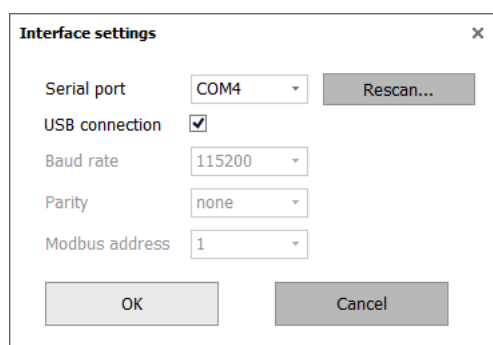 Interface settings
Serial port COM4 Rescan...
USB connection
Baud rate 115200
Parity none
Modbus address 1
OK Cancel